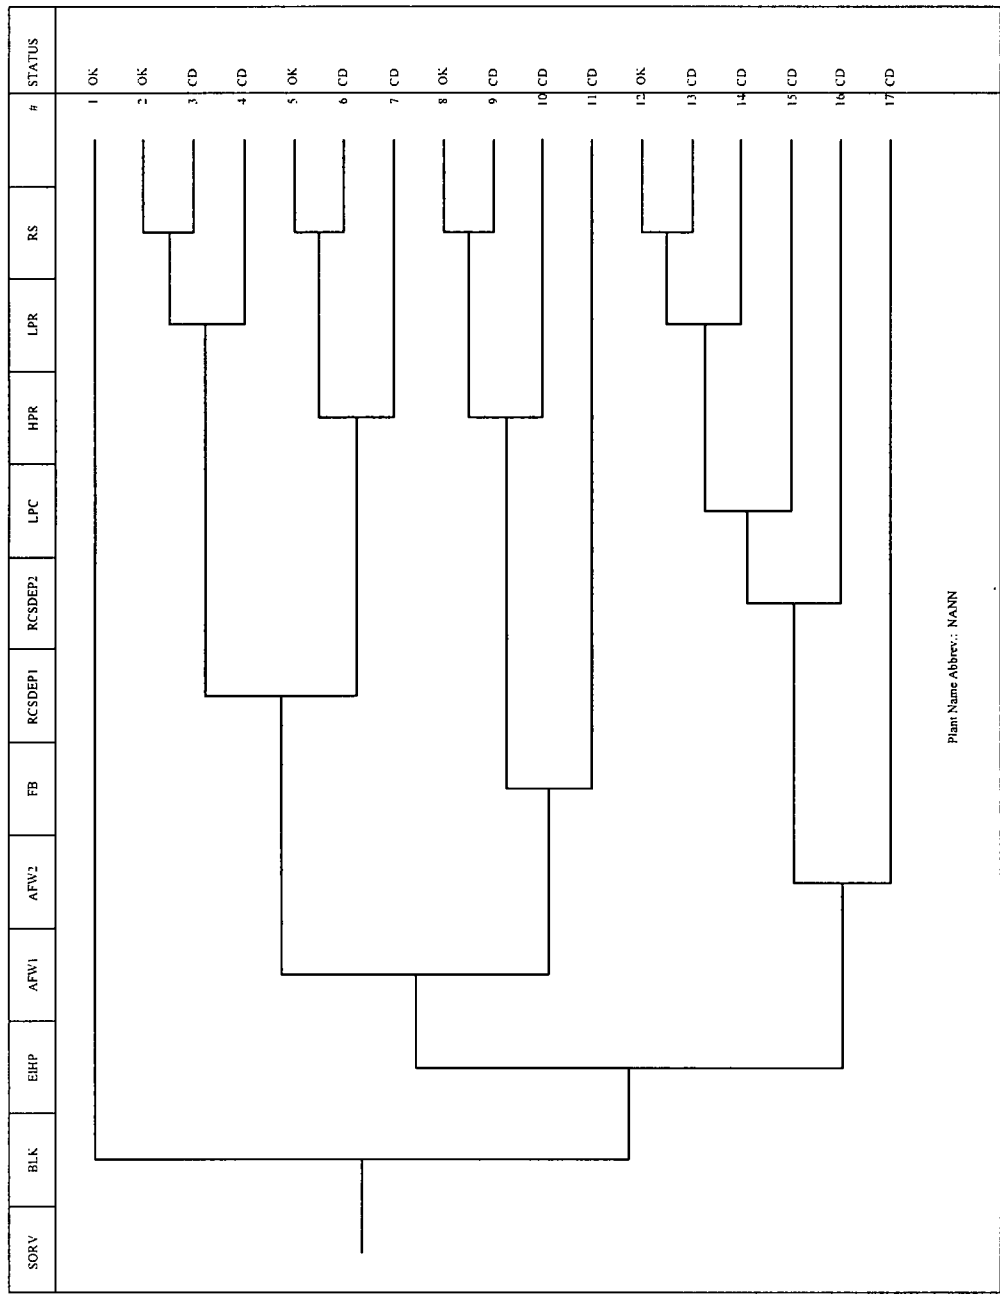 SORV BLK EIHP AFW1 AFW2 FB RCSDEP1 RCSDEP2 LPC HPR LPR RS # STATUS
1 OK
2 OK
3 CD
4 CD
5 OK
6 CD
7 CD
8 OK
9 CD
10 CD
11 CD
12 OK
13 CD
14 CD
15 CD
16 CD
17 CD
Plant Name Abbrev.: NANN